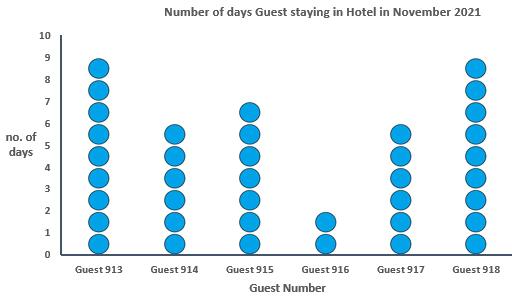 Number of days Guest staying in Hotel in November 2021
10
9
8
7
6
5
4
3
2
1
0
no. of
days
Guest 913 Guest 914 Guest 915 Guest 916 Guest 917 Guest 918
Guest Number